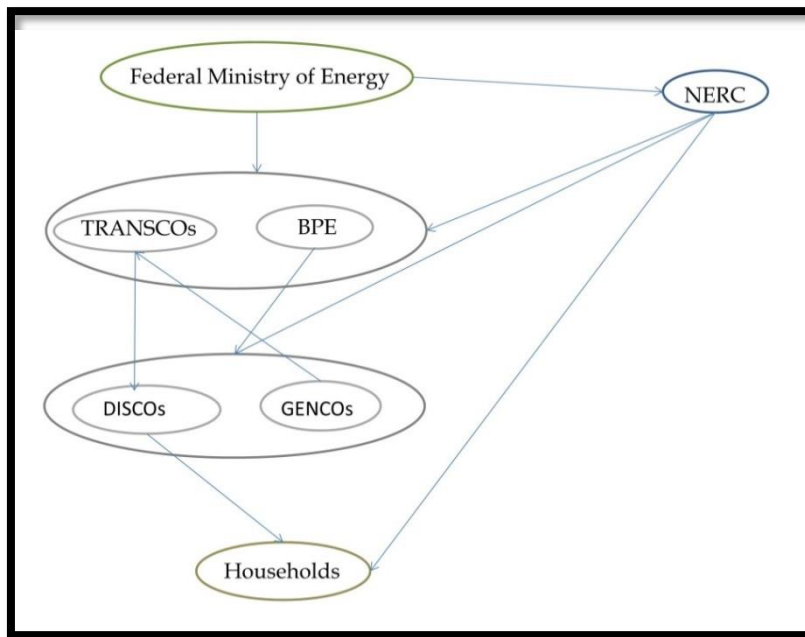 Federal Ministry of Energy
NERC
TRANSCOs
BPE
DISCOs
GENCOs
Households